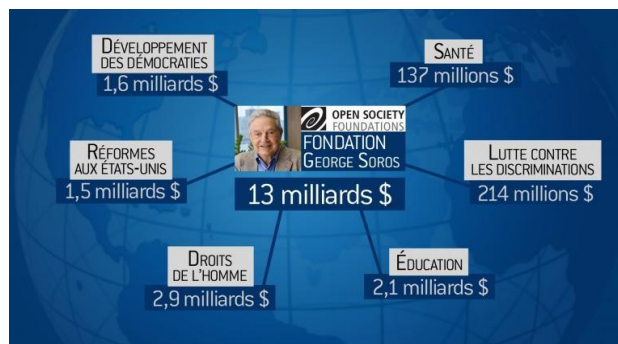 DÉVELOPPEMENT
DES DÉMOCRATIES
1,6 milliards $
SANTÉ
137 millions $
OPEN SOCIETY
FOUNDATIONS
FONDATION
GEORGE SOROS
13 milliards $
RÉFORMES
AUX ÉTATS-UNIS
1,5 milliards $
LUTTE CONTRE
LES DISCRIMINATIONS
214 millions $
DROITS
DE L'HOMME
2,9 milliards $
ÉDUCATION
2,1 milliards $